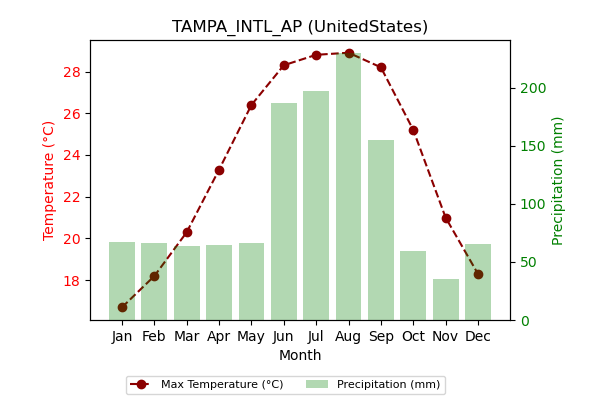 TAMPA_INTL_AP (UnitedStates)
Temperature (°C)
28
26
24
22
20
18
Precipitation (mm)
200
150
100
50
0
Jan Feb Mar Apr May Jun Jul Aug Sep Oct Nov Dec
Month
Max Temperature (°C) Precipitation (mm)